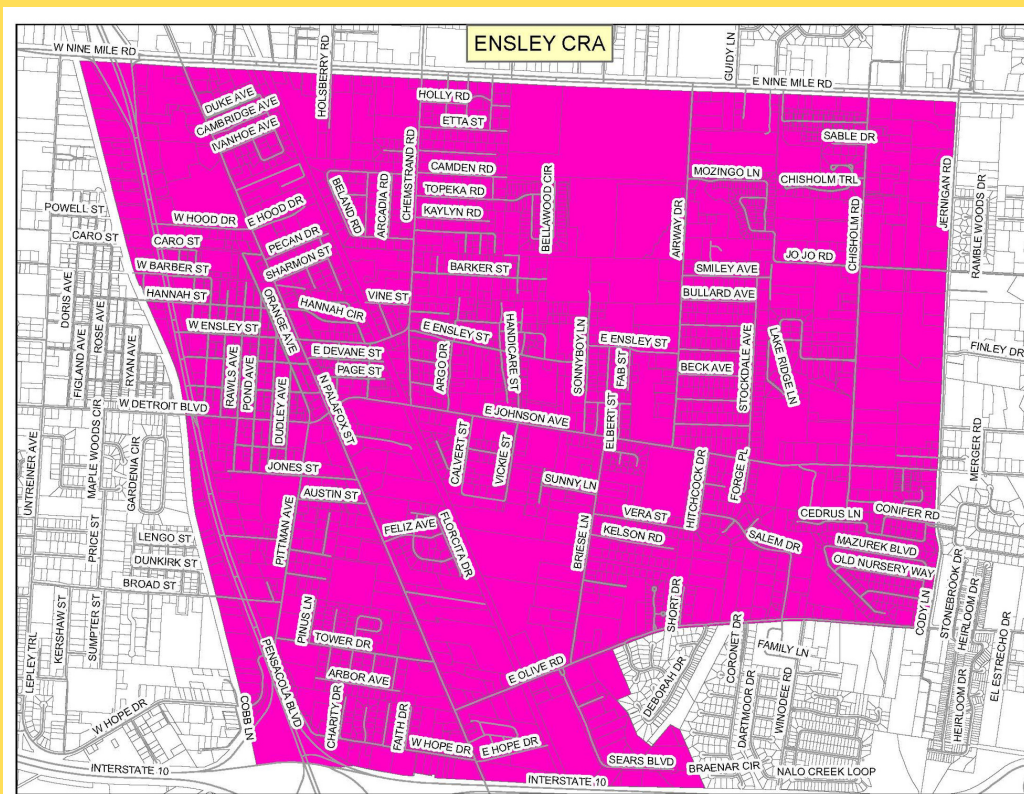 ENSLEY CRA
W NINE MILE RD
HOLSBERRY RD
GUIDY LN
E NINE MILE RD
DUKE AVE
CAMBRIDGE AVE
IVANHOE AVE
HOLLY RD
ETTA ST
SABLE DR
CHEMSTRAND RD
CAMDEN RD
TOPEKA RD
KAYLYN RD
BELLAWOOD CIR
MOZINGO LN
CHISHOLM TRL
JERNIGAN RD
RAMBLE WOODS DR
BELAND RD
ARCADIA RD
AIRWAY DR
CHISHOLM RD
POWELL ST
W HOOD DR
E HOOD DR
CARO ST
CARO ST
PECAN DR
SHARMON ST
W BARBER ST
BARKER ST
SMILEY AVE
JO JO RD
HANNAH ST
HANNAH CIR
VINE ST
BULLARD AVE
DORIS AVE
ROSE AVE
ORANGE AVE
W ENSLEY ST
E ENSLEY ST
HANDICARE ST
SONNYBOY LN
E ENSLEY ST
STOCKDALE AVE
LAKE RIDGE LN
FINLEY DR
FIGLAND AVE
RYAN AVE
RAWLS AVE
POND AVE
E DEVANE ST
PAGE ST
ARGO DR
FAB ST
BECK AVE
MAPLE WOODS CIR
W DETROIT BLVD
DUDLEY AVE
N PALAFOX ST
E JOHNSON AVE
ELBERT ST
UNTREINER AVE
GARDENIA CIR
JONES ST
CALVERT ST
VICKIE ST
SUNNY LN
HITCHCOCK DR
FORGE PL
MERGER RD
AUSTIN ST
PITTMAN AVE
FELIZ AVE
FLORCITA DR
BRIESE LN
VERA ST
KELSON RD
SALEM DR
CEDRUS LN
CONIFER RD
MAZUREK BLVD
OLD NURSERY WAY
PRICE ST
LENGO ST
DUNKIRK ST
BROAD ST
KERSHAW ST
SUMPTER ST
LEPLEY TRL
PINUS LN
TOWER DR
ARBOR AVE
SHORT DR
CODY LN
STONEBROOK DR
HEIRLOOM DR
EL ESTRECHO DR
CORONET DR
FAMILY LN
E OLIVE RD
DEBORAH DR
DARTMOOR DR
WINDDEE RD
HEIRLOOM DR
PENSACOLA BLVD
COBB LN
CHARITY DR
FAITH DR
W HOPE DR
W HOPE DR
E HOPE DR
SEARS BLVD
BRAENAR CIR
NALO CREEK LOOP
INTERSTATE 10
INTERSTATE 10